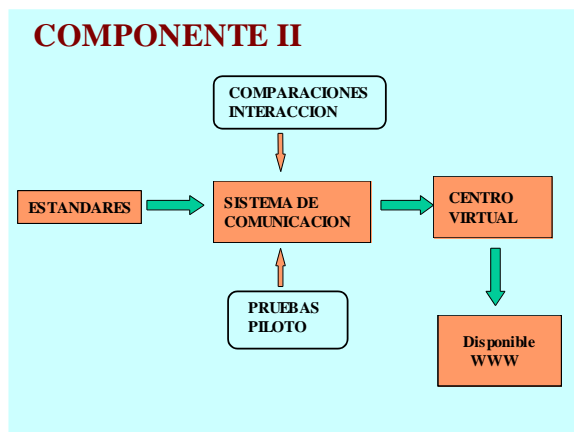 COMPONENTE II
COMPARACIONES
INTERACCION
ESTANDARES
SISTEMA DE
COMUNICACION
CENTRO
VIRTUAL
PRUEBAS
PILOTO
Disponible
WWW